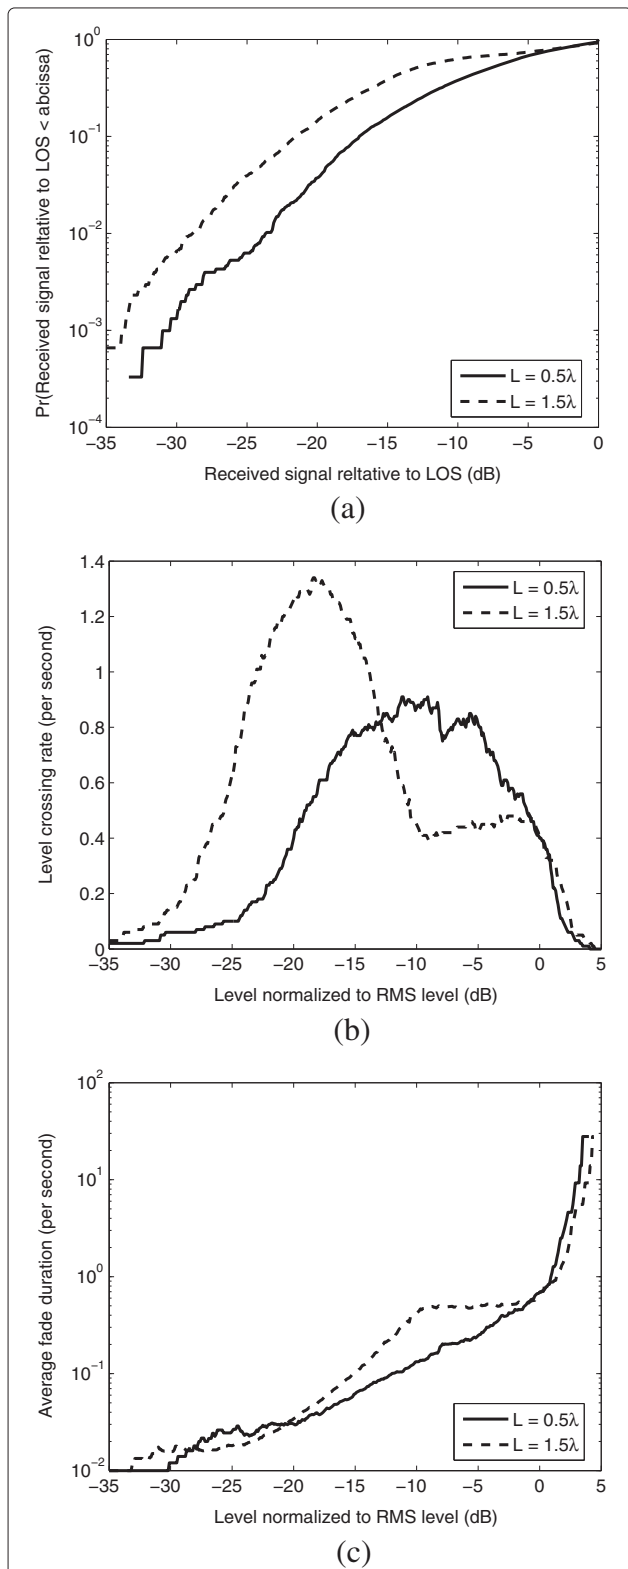 10^0
10^-1
10^-2
10^-3
10^-4
Pr(Received signal reltative to LOS < abcissa)
L = 0.5λ
L = 1.5λ
−35 −30 −25 −20 −15 −10 −5 0
Received signal reltative to LOS (dB)
(a)
1.4
1.2
1
0.8
0.6
0.4
0.2
0
Level crossing rate (per second)
L = 0.5λ
L = 1.5λ
−35 −30 −25 −20 −15 −10 −5 0 5
Level normalized to RMS level (dB)
(b)
10^2
10^1
10^0
10^-1
10^-2
Average fade duration (per second)
L = 0.5λ
L = 1.5λ
−35 −30 −25 −20 −15 −10 −5 0 5
Level normalized to RMS level (dB)
(c)